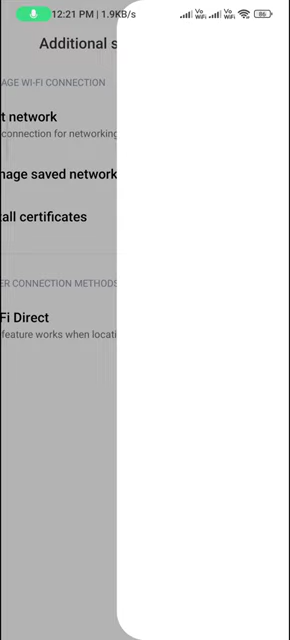 12:21 PM | 1.9KB/s
Vo
WiFi
Vo
WiFi
86
Additional s
AGE WI-FI CONNECTION
t network
connection for networking
nage saved network
tall certificates
ER CONNECTION METHODS
Fi Direct
feature works when locati